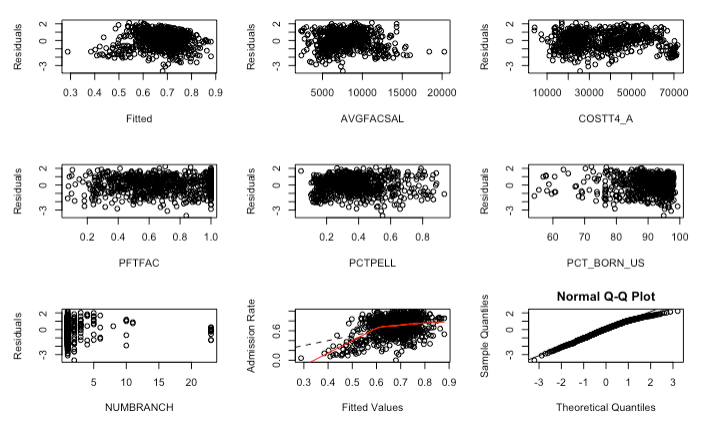 Residuals
2
0
-3
0.3 0.4 0.5 0.6 0.7 0.8 0.9
Fitted
Residuals
2
0
-3
5000 10000 15000 20000
AVGFACSAL
Residuals
2
0
-3
10000 30000 50000 70000
COSTT4_A
Residuals
2
0
-3
0.2 0.4 0.6 0.8 1.0
PFTFAC
Residuals
2
0
-3
0.2 0.4 0.6 0.8
PCTPELL
Residuals
2
0
-3
60 70 80 90 100
PCT_BORN_US
Residuals
2
0
-3
5 10 15 20
NUMBRANCH
Admission Rate
0.6
0.0
0.3 0.4 0.5 0.6 0.7 0.8 0.9
Fitted Values
Normal Q-Q Plot
Sample Quantiles
2
0
-3
-3 -2 -1 0 1 2 3
Theoretical Quantiles